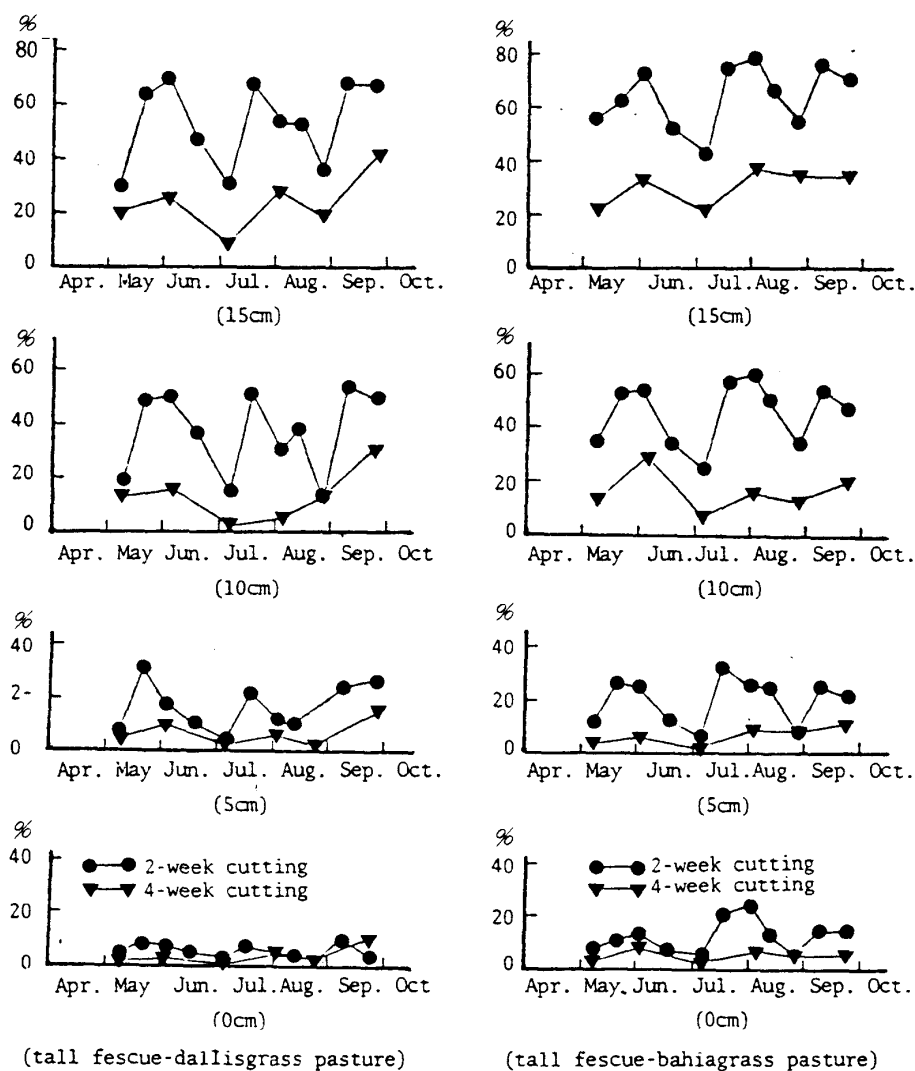 %
80
60
40
20
0
Apr. May Jun. Jul. Aug. Sep. Oct.
(15cm)
%
80
60
40
20
0
Apr. May Jun. Jul. Aug. Sep. Oct.
(15cm)
%
60
40
20
0
Apr. May Jun. Jul. Aug. Sep. Oct
(10cm)
%
60
40
20
0
Apr. May Jun. Jul. Aug. Sep. Oct.
(10cm)
%
40
2-
0
Apr. May Jun. Jul. Aug. Sep. Oct.
(5cm)
%
40
20
0
Apr. May Jun. Jul. Aug. Sep. Oct.
(5cm)
%
40
20
0
2-week cutting
4-week cutting
Apr. May Jun. Jul. Aug. Sep. Oct
(0cm)
%
40
20
0
2-week cutting
4-week cutting
Apr. May. Jun. Jul. Aug. Sep. Oct.
(0cm)
(tall fescue-dallisgrass pasture)
(tall fescue-bahiagrass pasture)